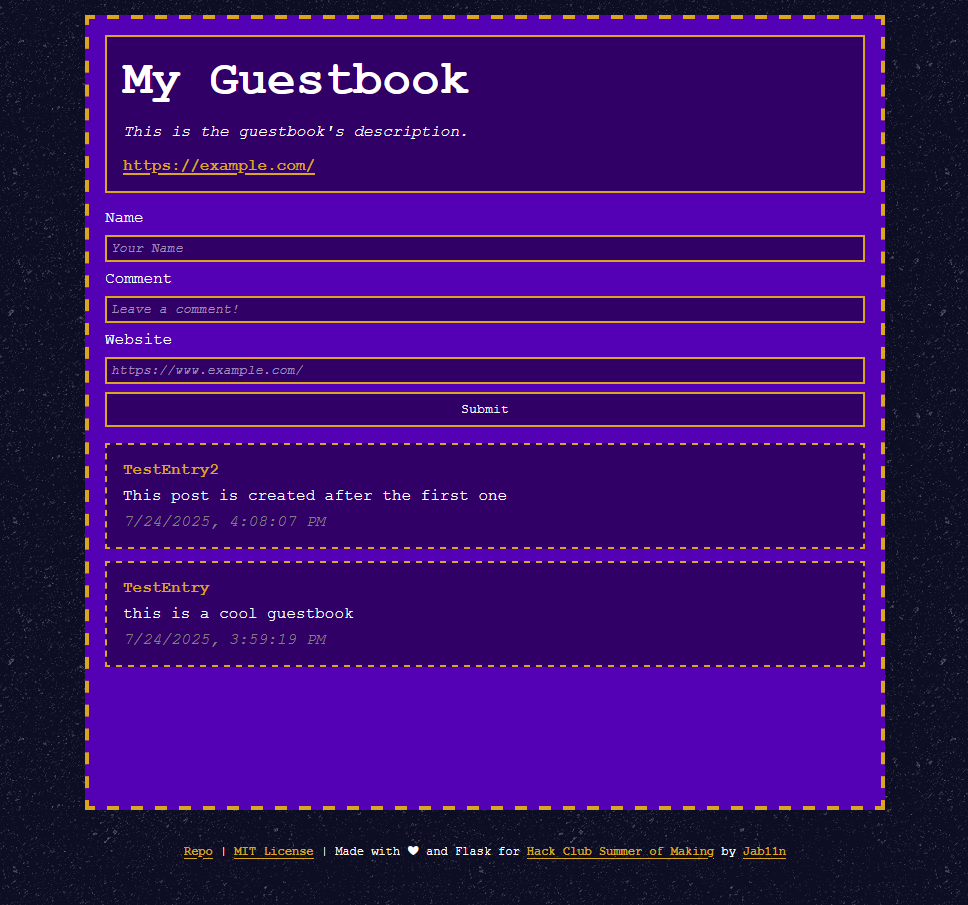 My Guestbook
This is the guestbook's description.
https://example.com/
Name
Your Name
Comment
Leave a comment!
Website
https://www.example.com/
Submit
TestEntry2
This post is created after the first one
7/24/2025, 4:08:07 PM
TestEntry
this is a cool guestbook
7/24/2025, 3:59:19 PM
Repo | MIT License | Made with ♥ and Flask for Hack Club Summer of Making by Jab11n